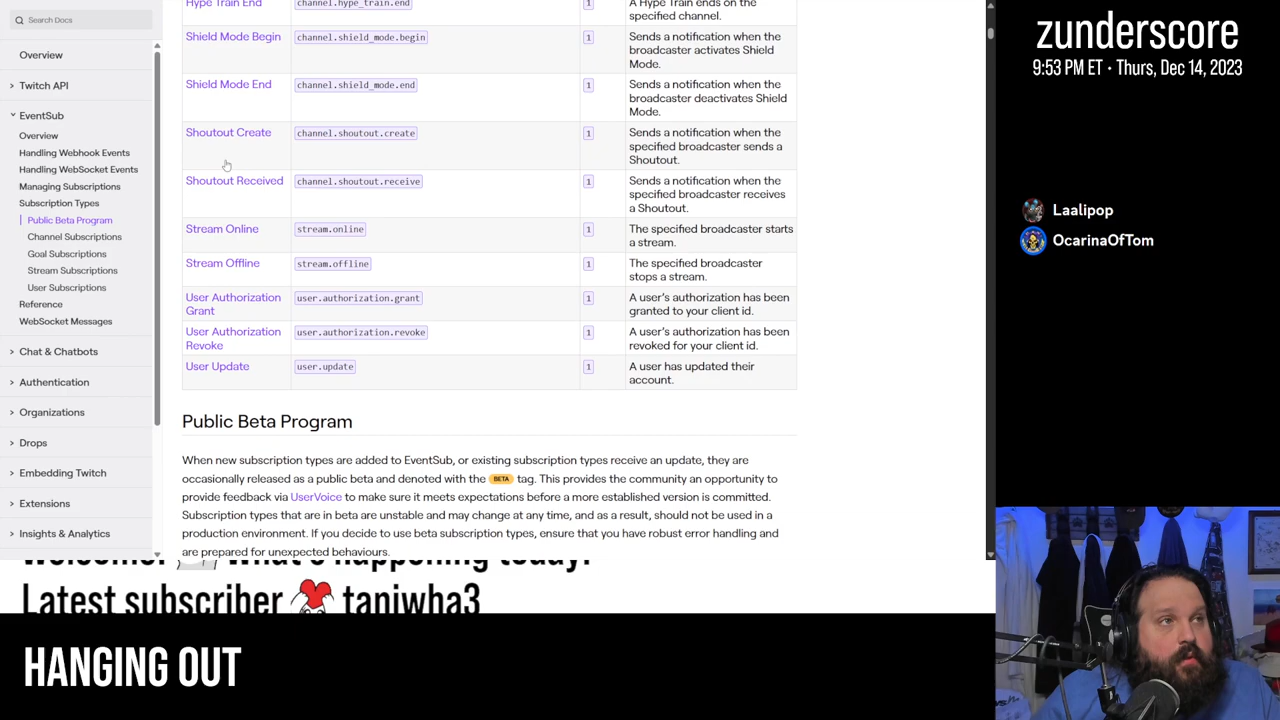 Search Docs
Overview
Twitch API
EventSub
Overview
Handling Webhook Events
Handling WebSocket Events
Managing Subscriptions
Subscription Types
Public Beta Program
Channel Subscriptions
Goal Subscriptions
Stream Subscriptions
User Subscriptions
Reference
WebSocket Messages
Chat & Chatbots
Authentication
Organizations
Drops
Embedding Twitch
Extensions
Insights & Analytics
Hype Train End channel.hype_train.end 1 A Hype Train ends on the
specified channel.
Shield Mode Begin channel.shield_mode.begin 1 Sends a notification when the
broadcaster activates Shield
Mode.
Shield Mode End channel.shield_mode.end 1 Sends a notification when the
broadcaster deactivates Shield
Mode.
Shoutout Create channel.shoutout.create 1 Sends a notification when the
specified broadcaster sends a
Shoutout.
Shoutout Received channel.shoutout.receive 1 Sends a notification when the
specified broadcaster receives
a Shoutout.
Stream Online stream.online 1 The specified broadcaster starts
a stream.
Stream Offline stream.offline 1 The specified broadcaster
stops a stream.
User Authorization user.authorization.grant 1 A user's authorization has been
Grant granted to your client id.
User Authorization user.authorization.revoke 1 A user's authorization has been
Revoke revoked for your client id.
User Update user.update 1 A user has updated their
account.
Public Beta Program
When new subscription types are added to EventSub, or existing subscription types receive an update, they are
occasionally released as a public beta and denoted with the BETA tag. This provides the community an opportunity to
provide feedback via UserVoice to make sure it meets expectations before a more established version is committed.
Subscription types that are in beta are unstable and may change at any time, and as a result, should not be used in a
production environment. If you decide to use beta subscription types, ensure that you have robust error handling and
are prepared for unexpected behaviours.
Welcome! What's happening today?
Latest subscriber taniwha3
HANGING OUT
zunderscore
9:53 PM ET • Thurs, Dec 14, 2023
Laalipop
OcarinaOfTom